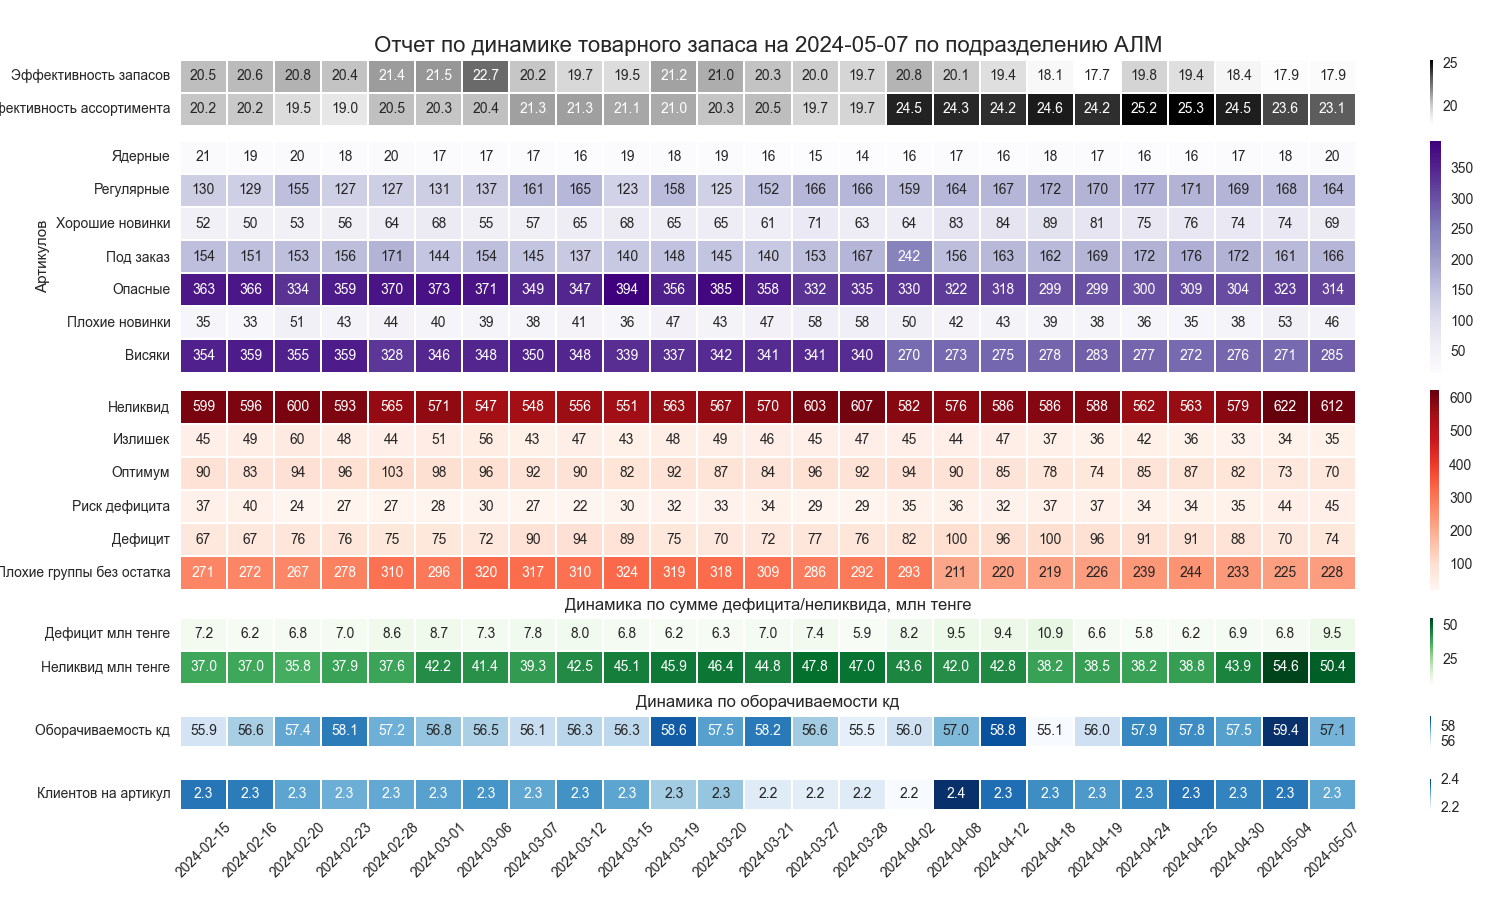 Отчет по динамике товарного запаса на 2024-05-07 по подразделению АЛМ
Эффективность запасов 20.5 20.6 20.8 20.4 21.4 21.5 22.7 20.2 19.7 19.5 21.2 21.0 20.3 20.0 19.7 20.8 20.1 19.4 18.1 17.7 19.8 19.4 18.4 17.9 17.9
фективность ассортимента 20.2 20.2 19.5 19.0 20.5 20.3 20.4 21.3 21.3 21.1 21.0 20.3 20.5 19.7 19.7 24.5 24.3 24.2 24.6 24.2 25.2 25.3 24.5 23.6 23.1
25
20
Артикулов
Ядерные 21 19 20 18 20 17 17 17 16 19 18 19 16 15 14 16 17 16 18 17 16 16 17 18 20
Регулярные 130 129 155 127 127 131 137 161 165 123 158 125 152 166 166 159 164 167 172 170 177 171 169 168 164
Хорошие новинки 52 50 53 56 64 68 55 57 65 68 65 65 61 71 63 64 83 84 89 81 75 76 74 74 69
Под заказ 154 151 153 156 171 144 154 145 137 140 148 145 140 153 167 242 156 163 162 169 172 176 172 161 166
Опасные 363 366 334 359 370 373 371 349 347 394 356 385 358 332 335 330 322 318 299 299 300 309 304 323 314
Плохие новинки 35 33 51 43 44 40 39 38 41 36 47 43 47 58 58 50 42 43 39 38 36 35 38 53 46
Висяки 354 359 355 359 328 346 348 350 348 339 337 342 341 341 340 270 273 275 278 283 277 272 276 271 285
350
300
250
200
150
100
50
Неликвид 599 596 600 593 565 571 547 548 556 551 563 567 570 603 607 582 576 586 586 588 562 563 579 622 612
Излишек 45 49 60 48 44 51 56 43 47 43 48 49 46 45 47 45 44 47 37 36 42 36 33 34 35
Оптимум 90 83 94 96 103 98 96 92 90 82 92 87 84 96 92 94 90 85 78 74 85 87 82 73 70
Риск дефицита 37 40 24 27 27 28 30 27 22 30 32 33 34 29 29 35 36 32 37 37 34 34 35 44 45
Дефицит 67 67 76 76 75 75 72 90 94 89 75 70 72 77 76 82 100 96 100 96 91 91 88 70 74
Плохие группы без остатка 271 272 267 278 310 296 320 317 310 324 319 318 309 286 292 293 211 220 219 226 239 244 233 225 228
600
500
400
300
200
100
Динамика по сумме дефицита/неликвида, млн тенге
Дефицит млн тенге 7.2 6.2 6.8 7.0 8.6 8.7 7.3 7.8 8.0 6.8 6.2 6.3 7.0 7.4 5.9 8.2 9.5 9.4 10.9 6.6 5.8 6.2 6.9 6.8 9.5
Неликвид млн тенге 37.0 37.0 35.8 37.9 37.6 42.2 41.4 39.3 42.5 45.1 45.9 46.4 44.8 47.8 47.0 43.6 42.0 42.8 38.2 38.5 38.2 38.8 43.9 54.6 50.4
50
25
Динамика по оборачиваемости кд
Оборачиваемость кд 55.9 56.6 57.4 58.1 57.2 56.8 56.5 56.1 56.3 56.3 58.6 57.5 58.2 56.6 55.5 56.0 57.0 58.8 55.1 56.0 57.9 57.8 57.5 59.4 57.1
58
56
Клиентов на артикул 2.3 2.3 2.3 2.3 2.3 2.3 2.3 2.3 2.3 2.3 2.3 2.3 2.2 2.2 2.2 2.2 2.4 2.3 2.3 2.3 2.3 2.3 2.3 2.3 2.3
2.4
2.2
2024-02-15 2024-02-16 2024-02-20 2024-02-23 2024-02-28 2024-03-01 2024-03-06 2024-03-07 2024-03-12 2024-03-15 2024-03-19 2024-03-20 2024-03-21 2024-03-27 2024-03-28 2024-04-02 2024-04-08 2024-04-12 2024-04-18 2024-04-19 2024-04-24 2024-04-25 2024-04-30 2024-05-04 2024-05-07